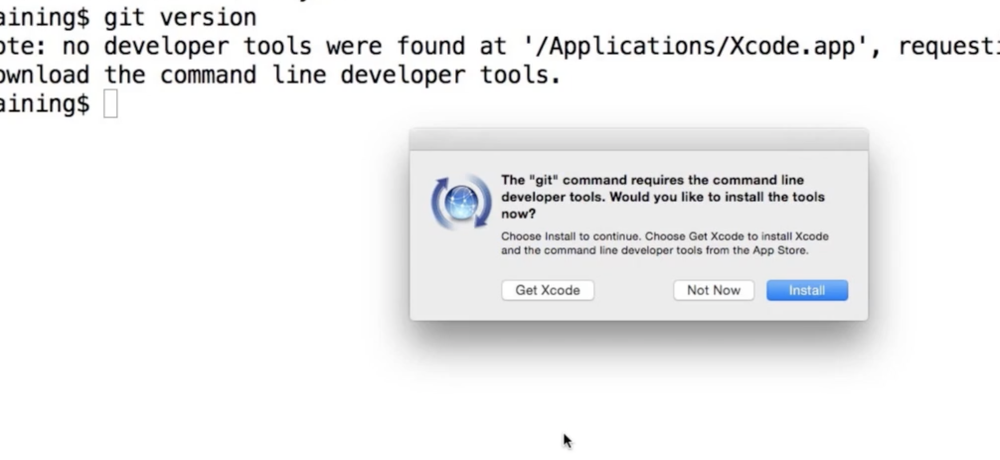 aining$ git version
ote: no developer tools were found at '/Applications/Xcode.app', requesti
ownload the command line developer tools.
aining$
The "git" command requires the command line
developer tools. Would you like to install the tools
now?
Choose Install to continue. Choose Get Xcode to install Xcode
and the command line developer tools from the App Store.
Get Xcode
Not Now
Install